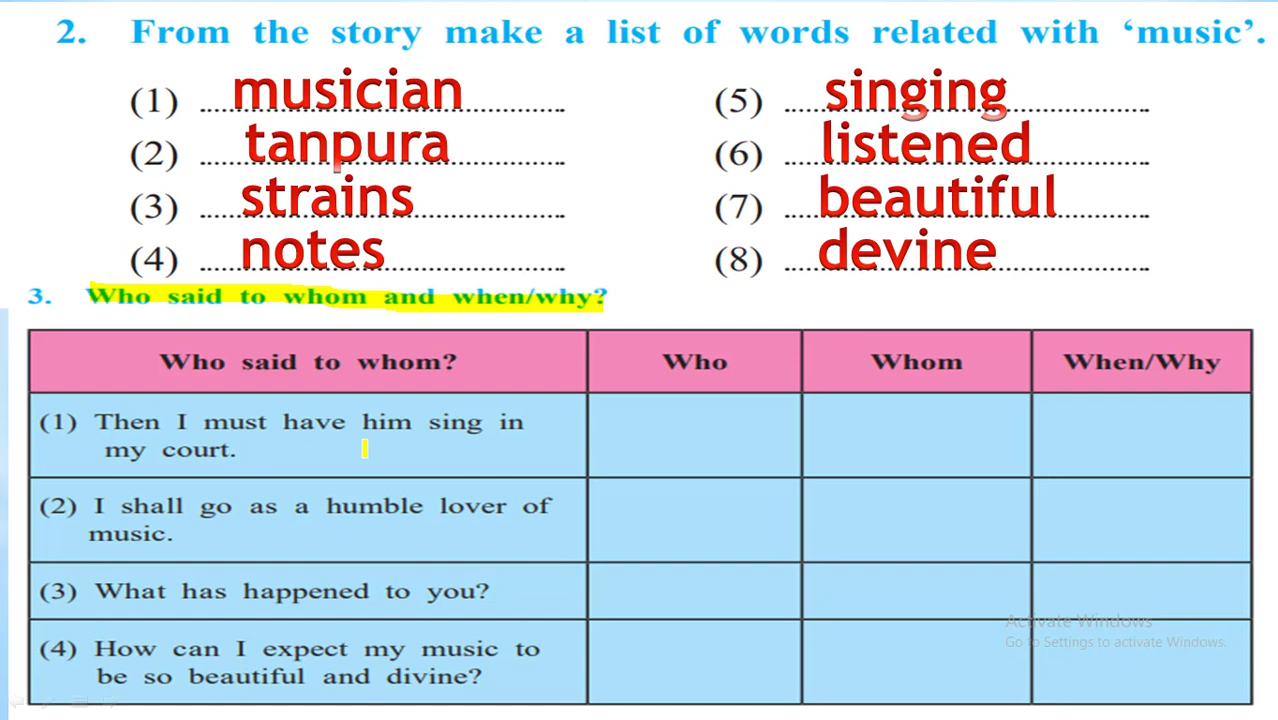 2. From the story make a list of words related with ‘music’.
(1) musician
(2) tanpura
(3) strains
(4) notes
(5) singing
(6) listened
(7) beautiful
(8) devine
3. Who said to whom and when/why?
Who said to whom? Who Whom When/Why
(1) Then I must have him sing in
my court.
(2) I shall go as a humble lover of
music.
(3) What has happened to you?
(4) How can I expect my music to
be so beautiful and divine?
Activate Windows
Go to Settings to activate Windows.